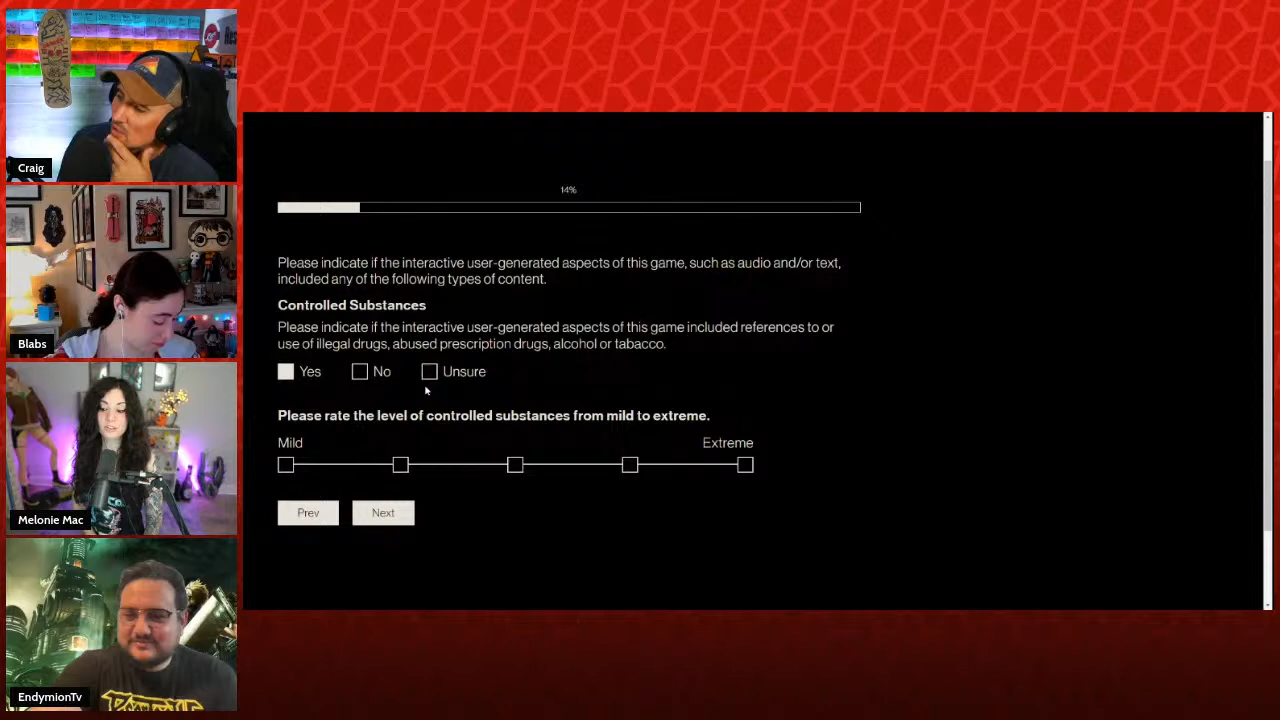 Craig
Blabs
Melonie Mac
EndymionTv
14%
Please indicate if the interactive user-generated aspects of this game, such as audio and/or text,
included any of the following types of content.
Controlled Substances
Please indicate if the interactive user-generated aspects of this game included references to or
use of illegal drugs, abused prescription drugs, alcohol or tabacco.
Yes No Unsure
Please rate the level of controlled substances from mild to extreme.
Mild Extreme
Prev Next